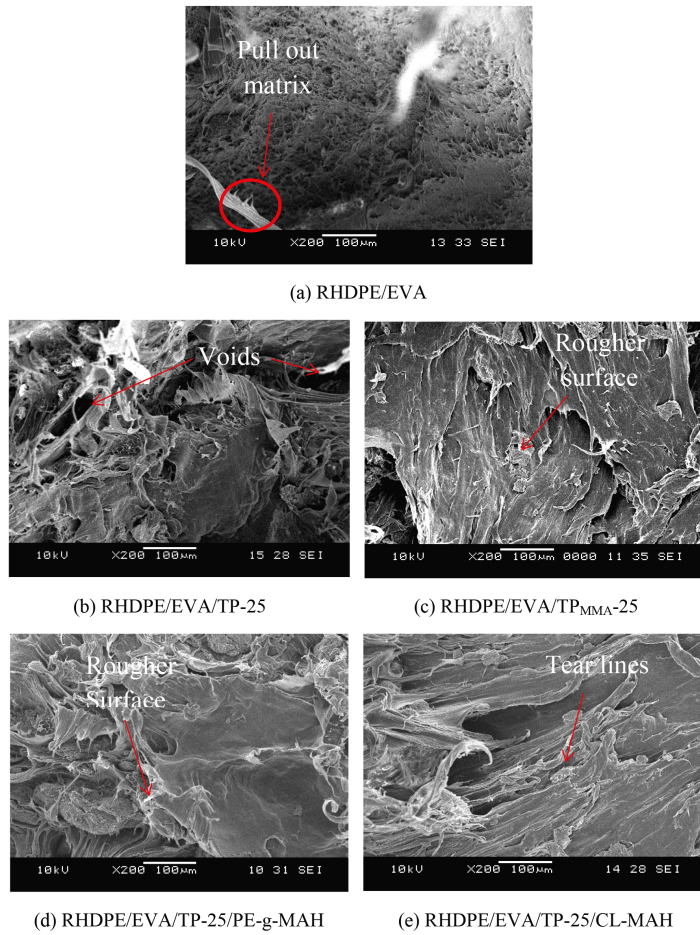 Pull out
matrix
10kV X200 100µm 13 33 SEI
(a) RHDPE/EVA
Voids
10kV X200 100µm 15 28 SEI
Rougher
surface
10kV X200 100µm 0000 11 35 SEI
(b) RHDPE/EVA/TP-25
(c) RHDPE/EVA/TPMMA-25
Rougher
Surface
10kV X200 100µm 10 31 SEI
Tear lines
10kV X200 100µm 14 28 SEI
(d) RHDPE/EVA/TP-25/PE-g-MAH
(e) RHDPE/EVA/TP-25/CL-MAH